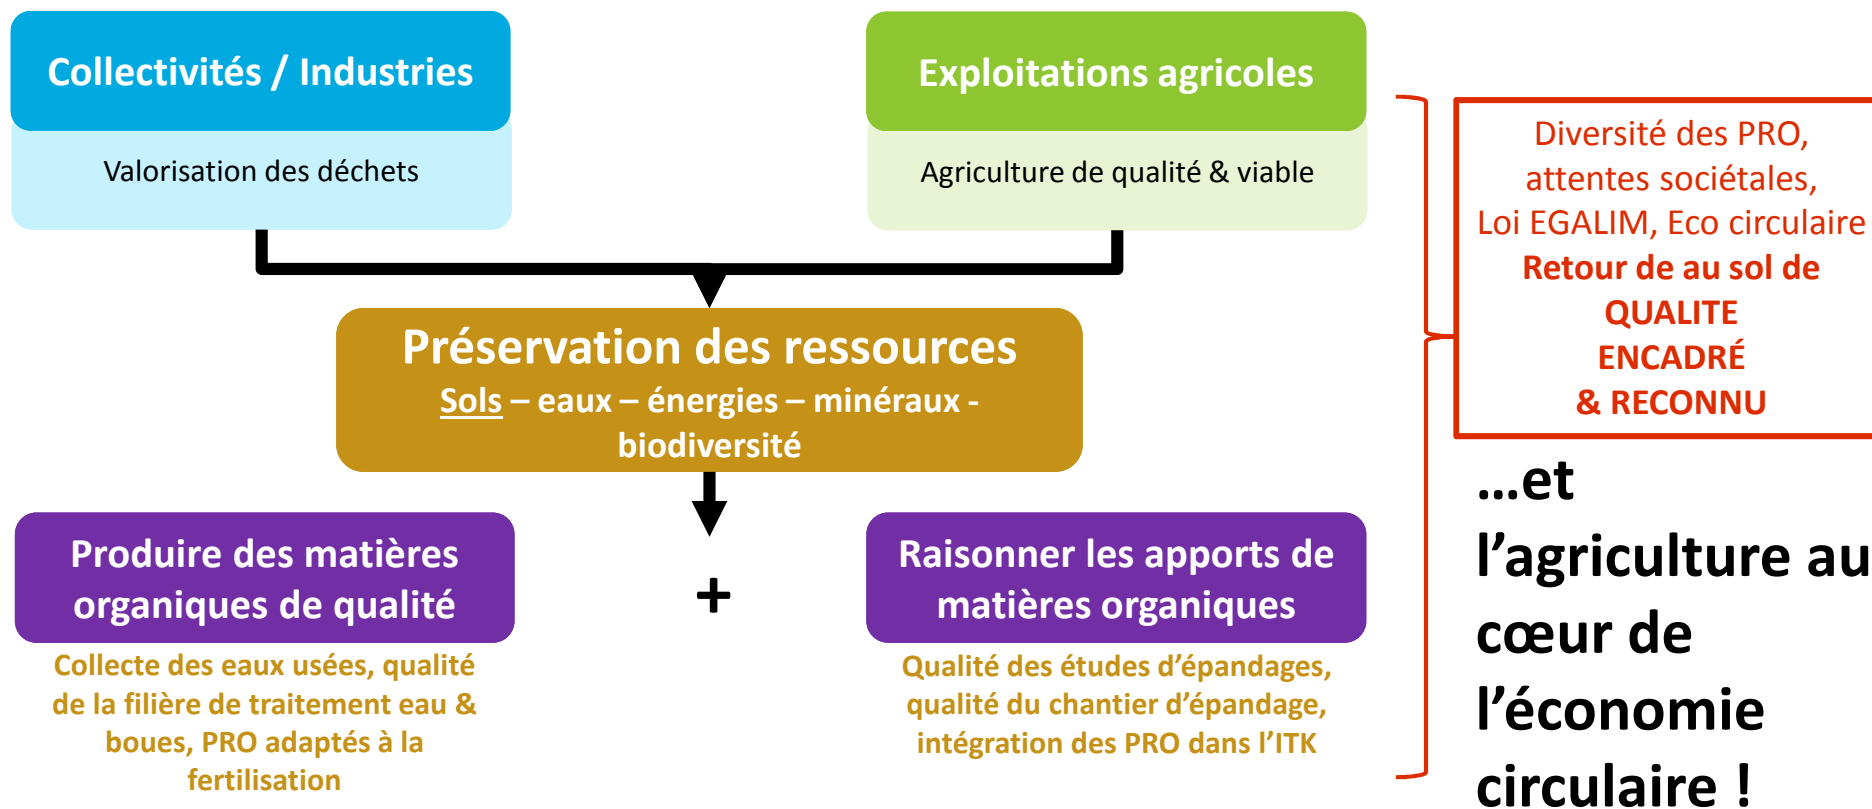 Collectivités / Industries
Valorisation des déchets
Exploitations agricoles
Agriculture de qualité & viable
Préservation des ressources
Sols – eaux – énergies – minéraux -
biodiversité
Produire des matières
organiques de qualité
Collecte des eaux usées, qualité
de la filière de traitement eau &
boues, PRO adaptés à la
fertilisation
+
Raisonner les apports de
matières organiques
Qualité des études d’épandages,
qualité du chantier d’épandage,
intégration des PRO dans l’ITK
Diversité des PRO,
attentes sociétales,
Loi EGALIM, Eco circulaire
Retour de au sol de
QUALITE
ENCADRÉ
& RECONNU
…et
l’agriculture au
cœur de
l’économie
circulaire !